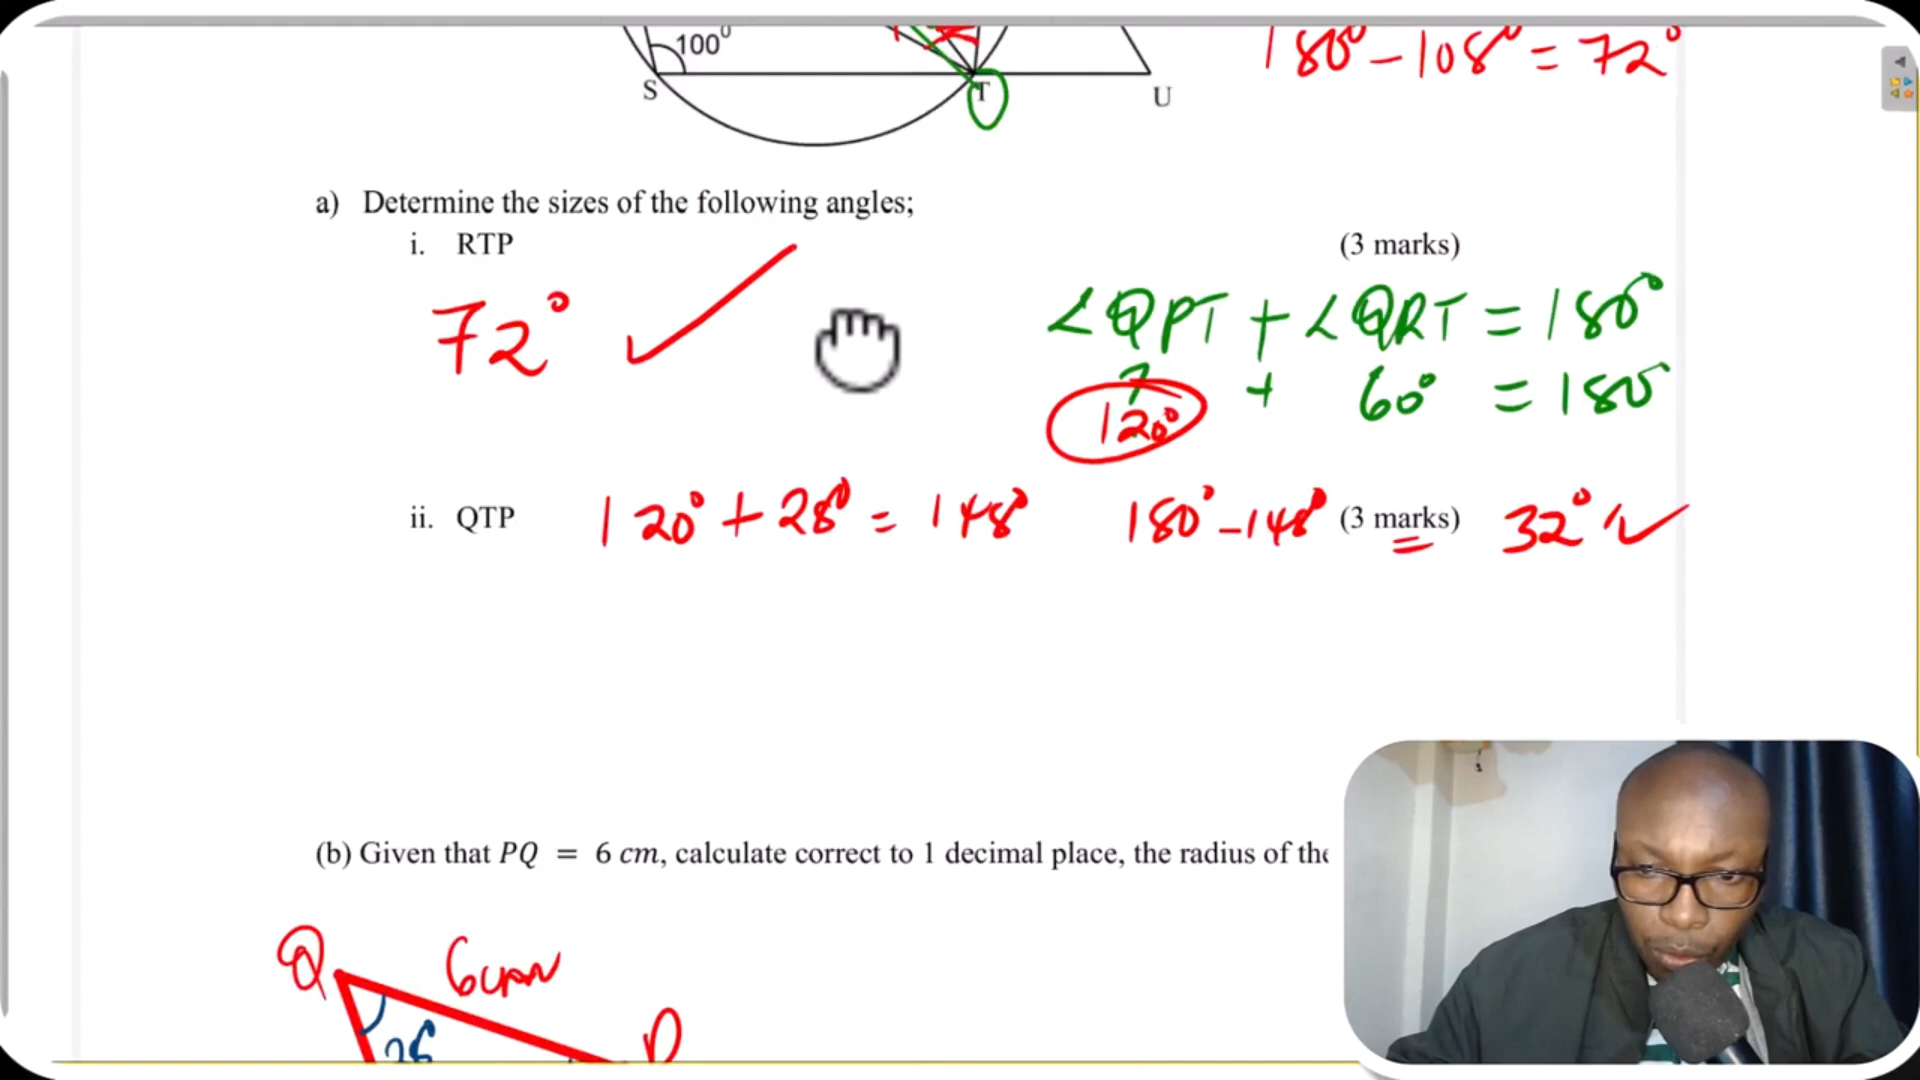 100⁰
180° – 108° = 72°
S
T
U
a) Determine the sizes of the following angles;
i. RTP (3 marks)
72°
∠QPT + ∠QRT = 180°
? + 60° = 180°
120°
ii. QTP 120° + 28° = 148° 180° – 148° (3 marks) 32°
(b) Given that PQ = 6 cm, calculate correct to 1 decimal place, the radius of the
Q 6cm